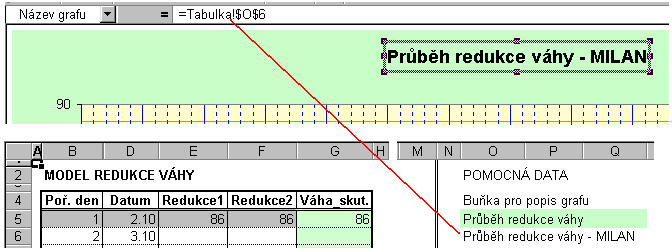 Název grafu = =Tabulka!$O$6
Průběh redukce váhy - MILAN
90
A B D E F G H M N O P Q
2 MODEL REDUKCE VÁHY POMOCNÁ DATA
4 Poř. den Datum Redukce1 Redukce2 Váha_skut. Buňka pro popis grafu
5 1 2.10 86 86 86 Průběh redukce váhy
6 2 3.10 Průběh redukce váhy - MILAN